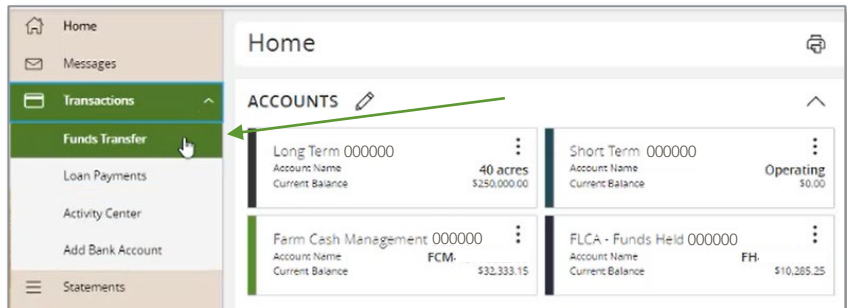 Home
Messages
Transactions
Funds Transfer
Loan Payments
Activity Center
Add Bank Account
Statements
Home
ACCOUNTS
Long Term 000000
Account Name 40 acres
Current Balance $250,000.00
Short Term 000000
Account Name Operating
Current Balance $0.00
Farm Cash Management 000000
Account Name FCM-
Current Balance $32,333.15
FLCA - Funds Held 000000
Account Name FH-
Current Balance $10,285.25